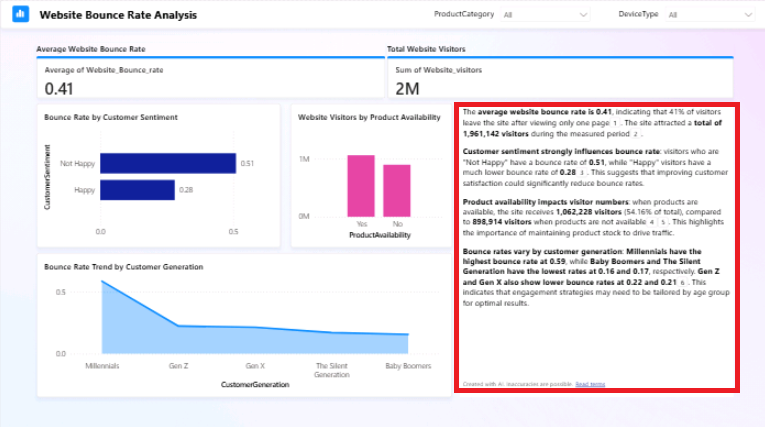 Website Bounce Rate Analysis
ProductCategory All
DeviceType All
Average Website Bounce Rate
Total Website Visitors
Average of Website_Bounce_rate
0.41
Sum of Website_visitors
2M
Bounce Rate by Customer Sentiment
CustomerSentiment
Not Happy
0.51
Happy
0.28
0.0
0.5
Website Visitors by Product Availability
1M
0M
Yes
No
ProductAvailability
The average website bounce rate is 0.41, indicating that 41% of visitors
leave the site after viewing only one page 1 . The site attracted a total of
1,961,142 visitors during the measured period 2 .
Customer sentiment strongly influences bounce rate: visitors who are
"Not Happy" have a bounce rate of 0.51, while "Happy" visitors have a
much lower bounce rate of 0.28 3 . This suggests that improving customer
satisfaction could significantly reduce bounce rates.
Product availability impacts visitor numbers: when products are
available, the site receives 1,062,228 visitors (54.16% of total), compared
to 898,914 visitors when products are not available 4 5 . This highlights
the importance of maintaining product stock to drive traffic.
Bounce rates vary by customer generation: Millennials have the
highest bounce rate at 0.59, while Baby Boomers and The Silent
Generation have the lowest rates at 0.16 and 0.17, respectively. Gen Z
and Gen X also show lower bounce rates at 0.22 and 0.21 6 . This
indicates that engagement strategies may need to be tailored by age group
for optimal results.
Created with AI. Inaccuracies are possible. Read terms
Bounce Rate Trend by Customer Generation
0.5
0.0
Millennials
Gen Z
Gen X
The Silent
Generation
Baby Boomers
CustomerGeneration